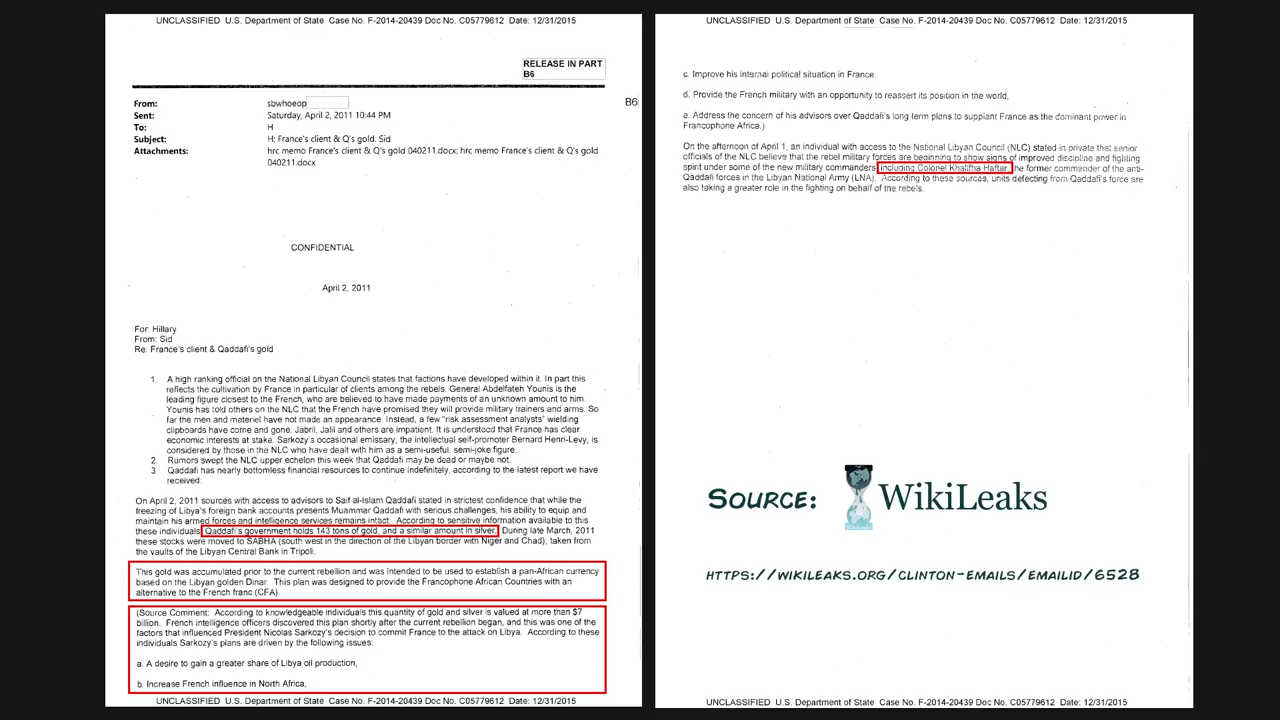 UNCLASSIFIED U.S. Department of State Case No. F-2014-20439 Doc No. C05779612 Date: 12/31/2015
RELEASE IN PART
B6
B6
From: sbwhoeop
Sent: Saturday, April 2, 2011 10:44 PM
To: H
Subject: H: France's client & Q's gold. Sid
Attachments: hrc memo France's client & Q's gold 040211.docx; hrc memo France's client & Q's gold
040211.docx
CONFIDENTIAL
April 2, 2011
For: Hillary
From: Sid
Re: France's client & Qaddafi's gold
1. A high ranking official on the National Libyan Council states that factions have developed within it. In part this
reflects the cultivation by France in particular of clients among the rebels. General Abdelfateh Younis is the
leading figure closest to the French, who are believed to have made payments of an unknown amount to him.
Younis has told others on the NLC that the French have promised they will provide military trainers and arms. So
far the men and materiel have not made an appearance. Instead, a few "risk assessment analysts" wielding
clipboards have come and gone. Jabril, Jalil and others are impatient. It is understood that France has clear
economic interests at stake. Sarkozy's occasional emissary, the intellectual self-promoter Bernard Henri-Levy, is
considered by those in the NLC who have dealt with him as a semi-useful, semi-joke figure.
2. Rumors swept the NLC upper echelon this week that Qaddafi may be dead or maybe not.
3. Qaddafi has nearly bottomless financial resources to continue indefinitely, according to the latest report we have
received:
On April 2, 2011 sources with access to advisors to Saif al-Islam Qaddafi stated in strictest confidence that while the
freezing of Libya's foreign bank accounts presents Muammar Qaddafi with serious challenges, his ability to equip and
maintain his armed forces and intelligence services remains intact. According to sensitive information available to this
these individuals, Qaddafi's government holds 143 tons of gold, and a similar amount in silver. During late March, 2011
these stocks were moved to SABHA (south west in the direction of the Libyan border with Niger and Chad); taken from
the vaults of the Libyan Central Bank in Tripoli.
This gold was accumulated prior to the current rebellion and was intended to be used to establish a pan-African currency
based on the Libyan golden Dinar. This plan was designed to provide the Francophone African Countries with an
alternative to the French franc (CFA).
(Source Comment: According to knowledgeable individuals this quantity of gold and silver is valued at more than $7
billion. French intelligence officers discovered this plan shortly after the current rebellion began, and this was one of the
factors that influenced President Nicolas Sarkozy's decision to commit France to the attack on Libya. According to these
individuals Sarkozy's plans are driven by the following issues:
a. A desire to gain a greater share of Libya oil production,
b. Increase French influence in North Africa,
UNCLASSIFIED U.S. Department of State Case No. F-2014-20439 Doc No. C05779612 Date: 12/31/2015
UNCLASSIFIED U.S. Department of State Case No. F-2014-20439 Doc No. C05779612 Date: 12/31/2015
c. Improve his internal political situation in France,
d. Provide the French military with an opportunity to reassert its position in the world,
e. Address the concern of his advisors over Qaddafi's long term plans to supplant France as the dominant power in
Francophone Africa.)
On the afternoon of April 1, an individual with access to the National Libyan Council (NLC) stated in private that senior
officials of the NLC believe that the rebel military forces are beginning to show signs of improved discipline and fighting
spirit under some of the new military commanders, including Colonel Khalifha Haftar, the former commander of the anti-
Qaddafi forces in the Libyan National Army (LNA). According to these sources, units defecting from Qaddafi's force are
also taking a greater role in the fighting on behalf of the rebels.
SOURCE: WikiLeaks
HTTPS://WIKILEAKS.ORG/CLINTON-EMAILS/EMAILID/6528
UNCLASSIFIED U.S. Department of State Case No. F-2014-20439 Doc No. C05779612 Date: 12/31/2015